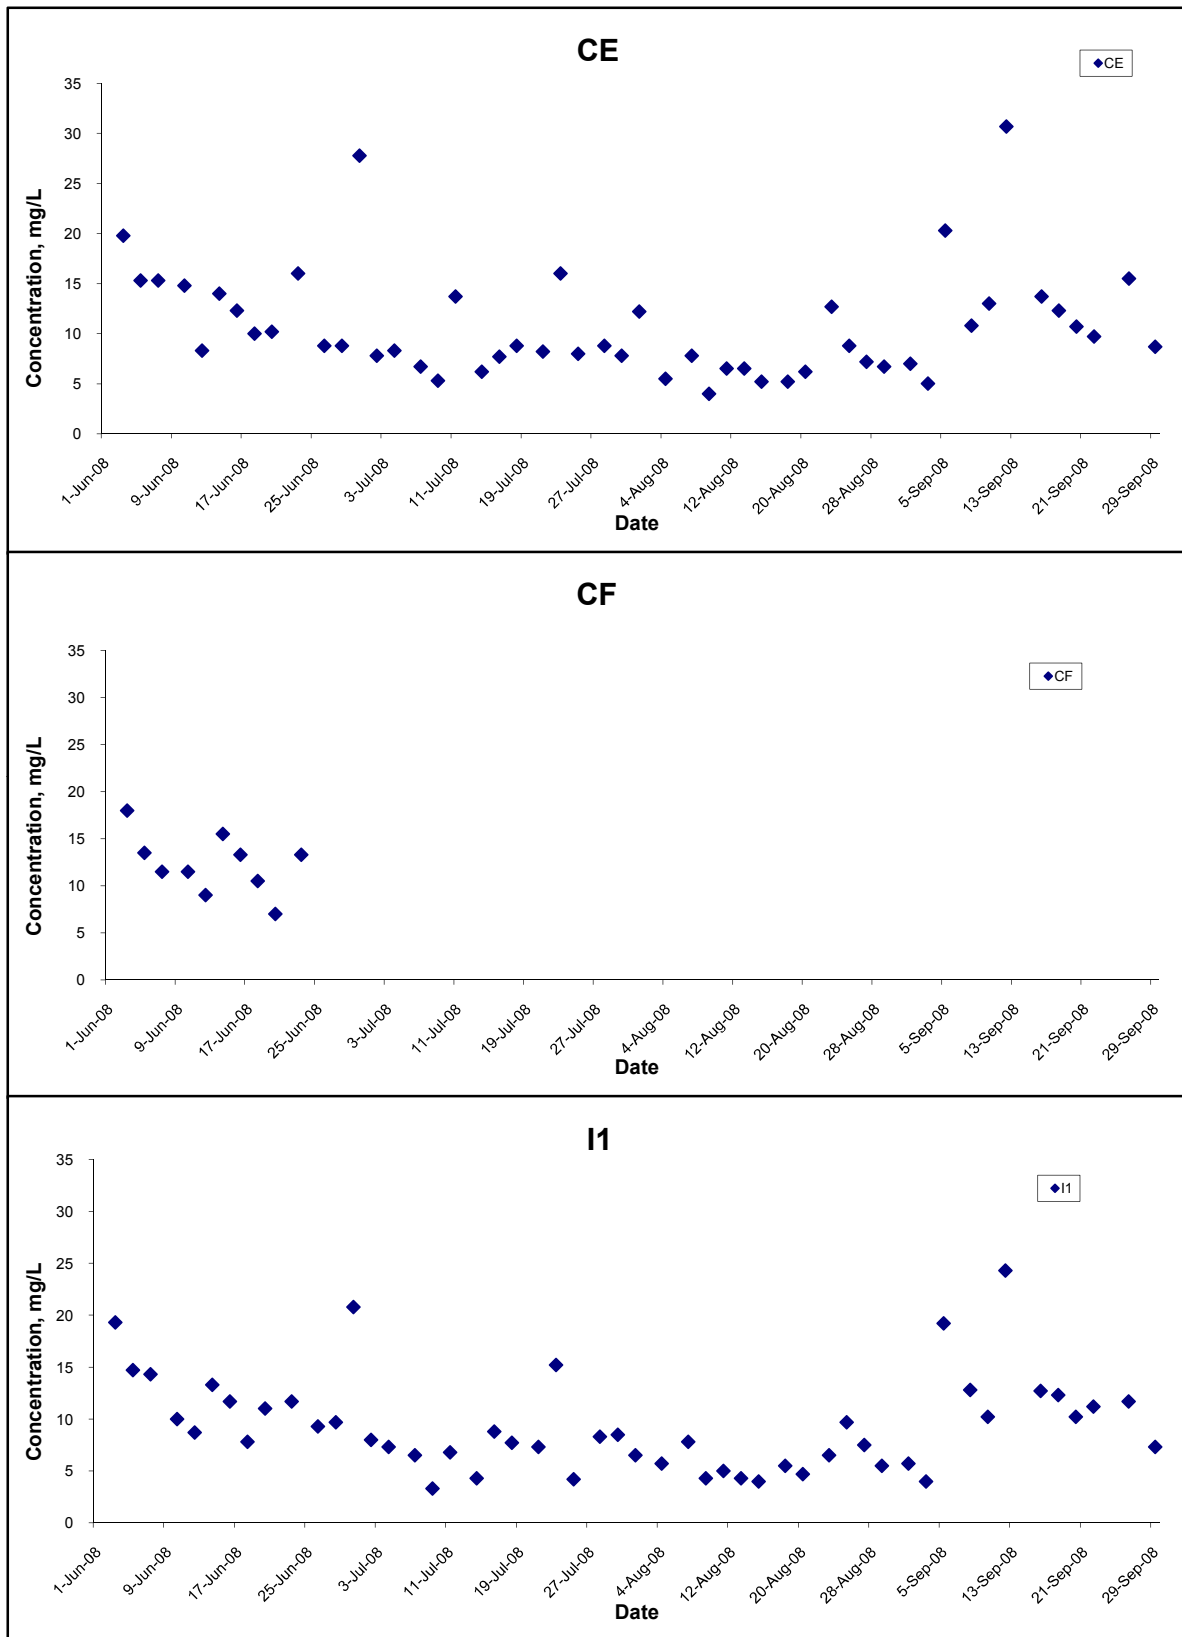 CE
CE
35
30
25
20
15
10
5
0
Concentration, mg/L
1-Jun-08 9-Jun-08 17-Jun-08 25-Jun-08 3-Jul-08 11-Jul-08 19-Jul-08 27-Jul-08 4-Aug-08 12-Aug-08 20-Aug-08 28-Aug-08 5-Sep-08 13-Sep-08 21-Sep-08 29-Sep-08
Date
CF
CF
35
30
25
20
15
10
5
0
Concentration, mg/L
1-Jun-08 9-Jun-08 17-Jun-08 25-Jun-08 3-Jul-08 11-Jul-08 19-Jul-08 27-Jul-08 4-Aug-08 12-Aug-08 20-Aug-08 28-Aug-08 5-Sep-08 13-Sep-08 21-Sep-08 29-Sep-08
Date
I1
I1
35
30
25
20
15
10
5
0
Concentration, mg/L
1-Jun-08 9-Jun-08 17-Jun-08 25-Jun-08 3-Jul-08 11-Jul-08 19-Jul-08 27-Jul-08 4-Aug-08 12-Aug-08 20-Aug-08 28-Aug-08 5-Sep-08 13-Sep-08 21-Sep-08 29-Sep-08
Date